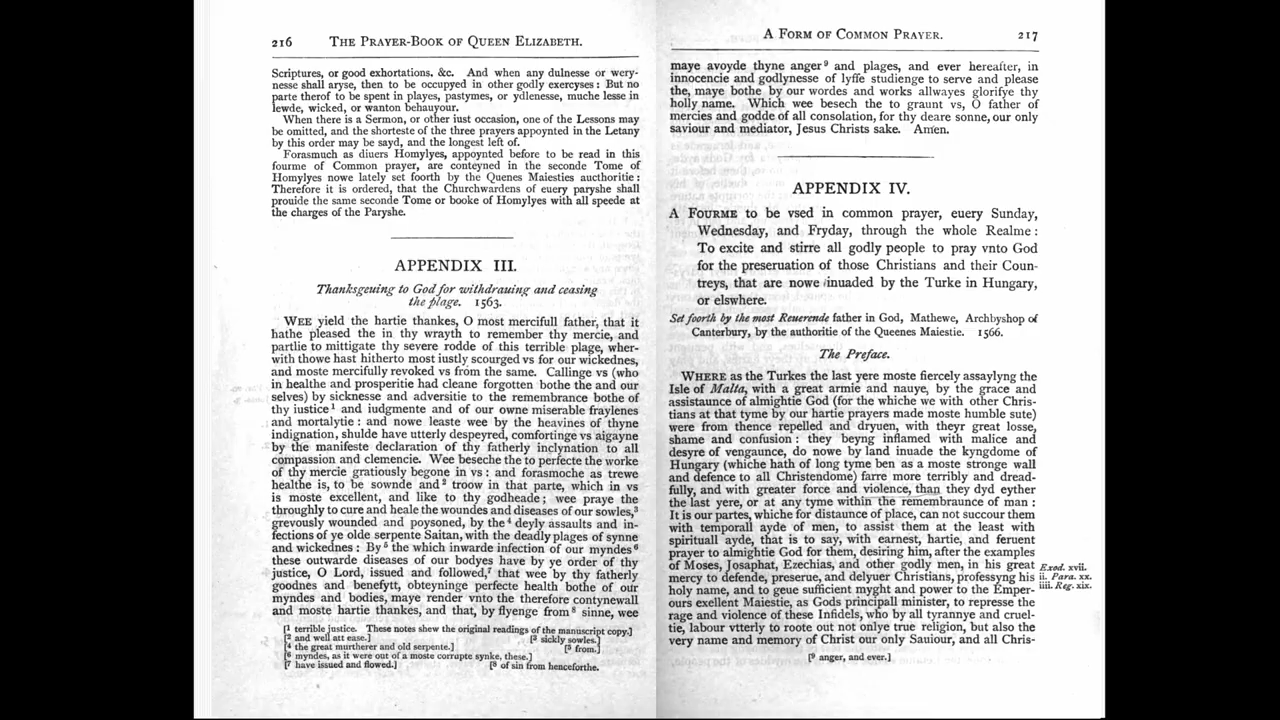 216 THE PRAYER-BOOK OF QUEEN ELIZABETH.
Scriptures, or good exhortations. &c. And when any dulnesse or wery-
nesse shall aryse, then to be occupyed in other godly exercyses: But no
parte therof to be spent in playes, pastymes, or ydlenesse, muche lesse in
lewde, wicked, or wanton behauyour.
When there is a Sermon, or other iust occasion, one of the Lessons may
be omitted, and the shorteste of the three prayers appoynted in the Letany
by this order may be sayd, and the longest left of.
Forasmuch as diuers Homylyes, appoynted before to be read in this
fourme of Common prayer, are conteyned in the seconde Tome of
Homylyes nowe lately set foorth by the Quenes Maiesties aucthoritie:
Therefore it is ordered, that the Churchwardens of euery paryshe shall
prouide the same seconde Tome or booke of Homylyes with all speede at
the charges of the Paryshe.
APPENDIX III.
Thanksgeuing to God for withdrauing and ceasing
the plage. 1563.
WEE yield the hartie thankes, O most mercifull father, that it
hathe pleased the in thy wrayth to remember thy mercie, and
partlie to mittigate thy severe rodde of this terrible plage, wher-
with thowe hast hitherto most iustly scourged vs for our wickednes,
and moste mercifully revoked vs from the same. Callinge vs (who
in healthe and prosperitie had cleane forgotten bothe the and our
selves) by sicknesse and adversitie to the remembrance bothe of
thy iustice¹ and iudgmente and of our owne miserable fraylenes
and mortalytie: and nowe leaste wee by the heavines of thyne
indignation, shulde have utterly despeyred, comfortinge vs aigayne
by the manifeste declaration of thy fatherly inclynation to all
compassion and clemencie. Wee beseche the to perfecte the worke
of thy mercie gratiously begone in vs: and forasmoche as trewe
healthe is, to be sownde and² troow in that parte, which in vs
is moste excellent, and like to thy godheade; wee praye the
throughly to cure and heale the woundes and diseases of our sowles,³
grevously wounded and poysoned, by the⁴ deyly assaults and in-
fections of ye olde serpente Saitan, with the deadly plages of synne
and wickednes: By⁵ the which inwarde infection of our myndes⁶
these outwarde diseases of our bodyes have by ye order of thy
justice, O Lord, issued and followed,⁷ that wee by thy fatherly
goodnes and benefytt, obteyninge perfecte health bothe of our
myndes and bodies, maye render vnto the therefore contynewall
and moste hartie thankes, and that, by flyenge from⁸ sinne, wee
[¹ terrible justice. These notes shew the original readings of the manuscript copy.]
[² and well att ease.] [³ sickly sowles.]
[⁴ the great murtherer and old serpente.] [⁵ from.]
[⁶ myndes, as it were out of a moste corrupte synke, these.]
[⁷ have issued and flowed.] [⁸ of sin from henceforthe.
A FORM OF COMMON PRAYER. 217
maye avoyde thyne anger⁹ and plages, and ever hereafter, in
innocencie and godlynesse of lyffe studienge to serve and please
the, maye bothe by our wordes and works allwayes glorifye thy
holly name. Which wee besech the to graunt vs, O father of
mercies and godde of all consolation, for thy deare sonne, our only
saviour and mediator, Jesus Christs sake. Amen.
APPENDIX IV.
A FOURME to be vsed in common prayer, euery Sunday,
Wednesday, and Fryday, through the whole Realme:
To excite and stirre all godly people to pray vnto God
for the preseruation of those Christians and their Coun-
treys, that are nowe inuaded by the Turke in Hungary,
or elswhere.
Set foorth by the most Reuerende father in God, Mathewe, Archbyshop of
Canterbury, by the authoritie of the Queenes Maiestie. 1566.
The Preface.
WHERE as the Turkes the last yere moste fiercely assaylyng the
Isle of Malta, with a great armie and nauye, by the grace and
assistaunce of almightie God (for the whiche we with other Chris-
tians at that tyme by our hartie prayers made moste humble sute)
were from thence repelled and dryuen, with theyr great losse,
shame and confusion: they beyng inflamed with malice and
desyre of vengaunce, do nowe by land inuade the kyngdome of
Hungary (whiche hath of long tyme ben as a moste stronge wall
and defence to all Christendome) farre more terribly and dread-
fully, and with greater force and violence, than they dyd eyther
the last yere, or at any tyme within the remembraunce of man:
It is our partes, whiche for distaunce of place, can not succour them
with temporall ayde of men, to assist them at the least with
spirituall ayde, that is to say, with earnest, hartie, and feruent
prayer to almightie God for them, desiring him, after the examples
of Moses, Josaphat, Ezechias, and other godly men, in his great
mercy to defende, preserue, and delyuer Christians, professyng his
holy name, and to geue sufficient myght and power to the Emper-
ours exellent Maiestie, as Gods principall minister, to represse the
rage and violence of these Infidels, who by all tyrannye and cruel-
tie, labour vtterly to roote out not onlye true religion, but also the
very name and memory of Christ our only Sauiour, and all Chris-
Exod. xvii.
ii. Para. xx.
iiii. Reg. xix.
[⁹ anger, and ever.]